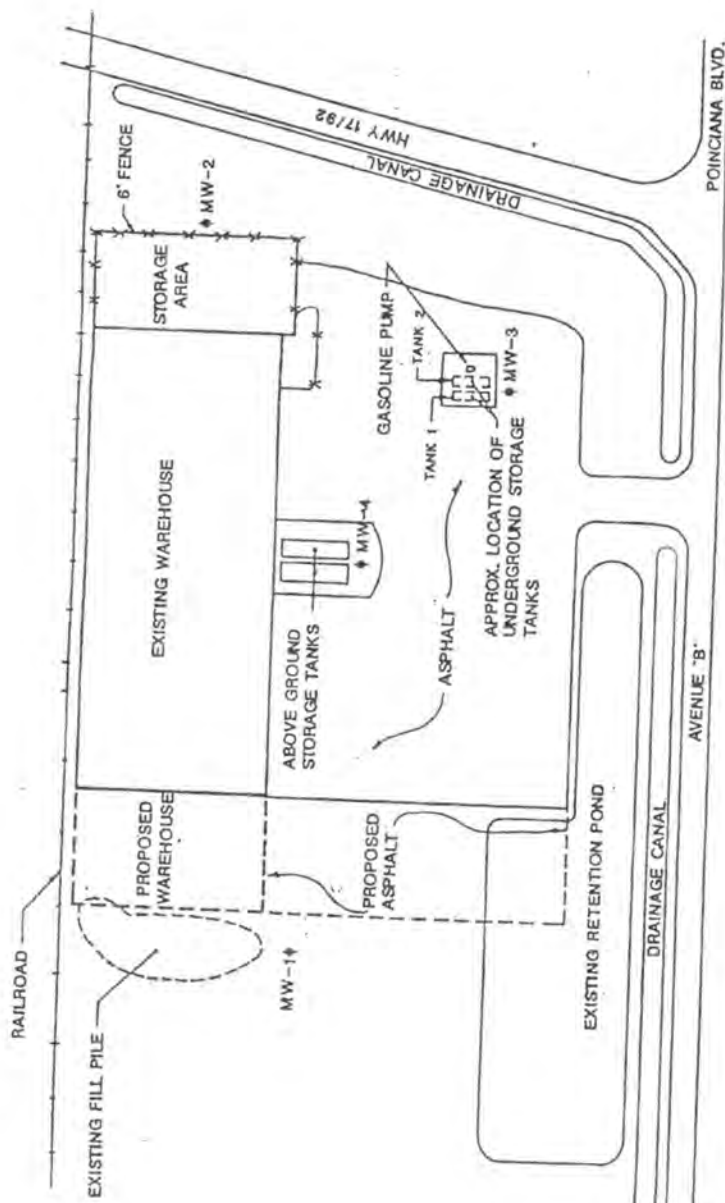 RAILROAD
EXISTING FILL PILE
PROPOSED
WAREHOUSE
EXISTING WAREHOUSE
STORAGE
AREA
6' FENCE
MW-2
MW-1
PROPOSED
ASPHALT
ABOVE GROUND
STORAGE TANKS
MW-4
ASPHALT
GASOLINE PUMP
TANK 1
TANK 2
MW-3
APPROX. LOCATION OF
UNDERGROUND STORAGE
TANKS
DRAINAGE CANAL
HWY 17/92
EXISTING RETENTION POND
DRAINAGE CANAL
AVENUE "B"
POINCIANA BLVD.